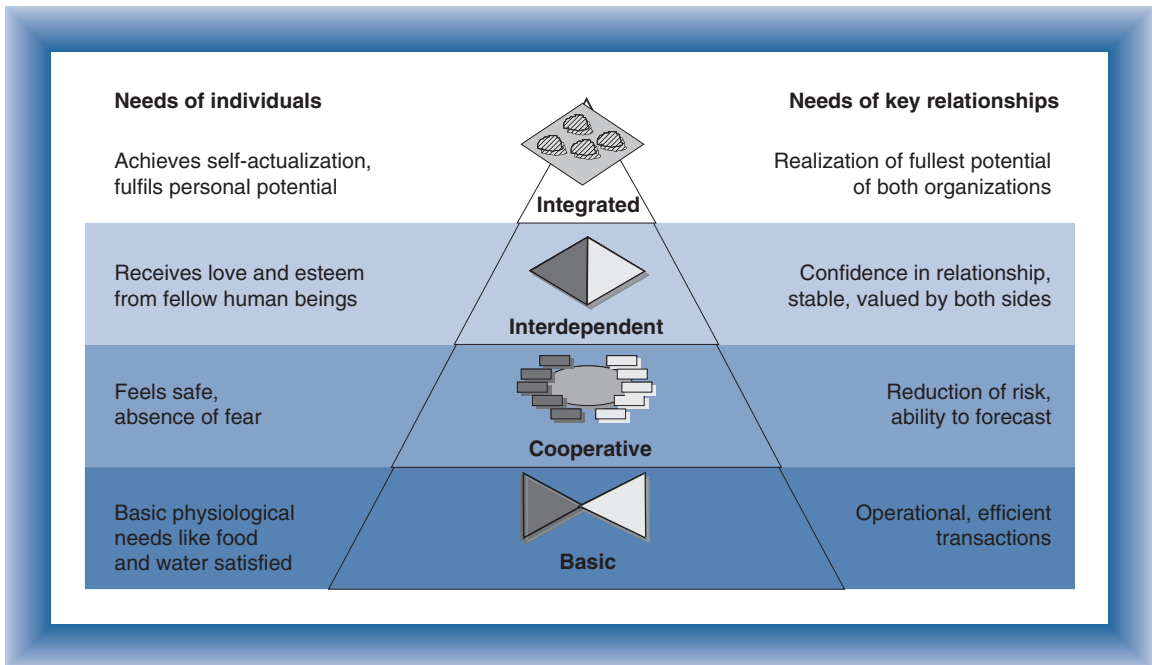 Needs of individuals
Needs of key relationships
Achieves self-actualization,
fulfils personal potential
Realization of fullest potential
of both organizations
Integrated
Receives love and esteem
from fellow human beings
Confidence in relationship,
stable, valued by both sides
Interdependent
Feels safe,
absence of fear
Reduction of risk,
ability to forecast
Cooperative
Basic physiological
needs like food
and water satisfied
Operational, efficient
transactions
Basic